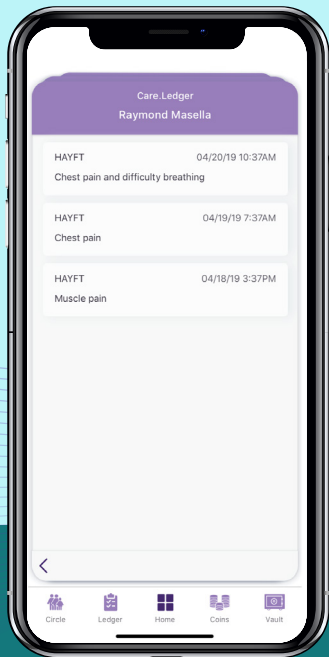 Care.Ledger
Raymond Masella
HAYFT 04/20/19 10:37AM
Chest pain and difficulty breathing
HAYFT 04/19/19 7:37AM
Chest pain
HAYFT 04/18/19 3:37PM
Muscle pain
Circle Ledger Home Coins Vault